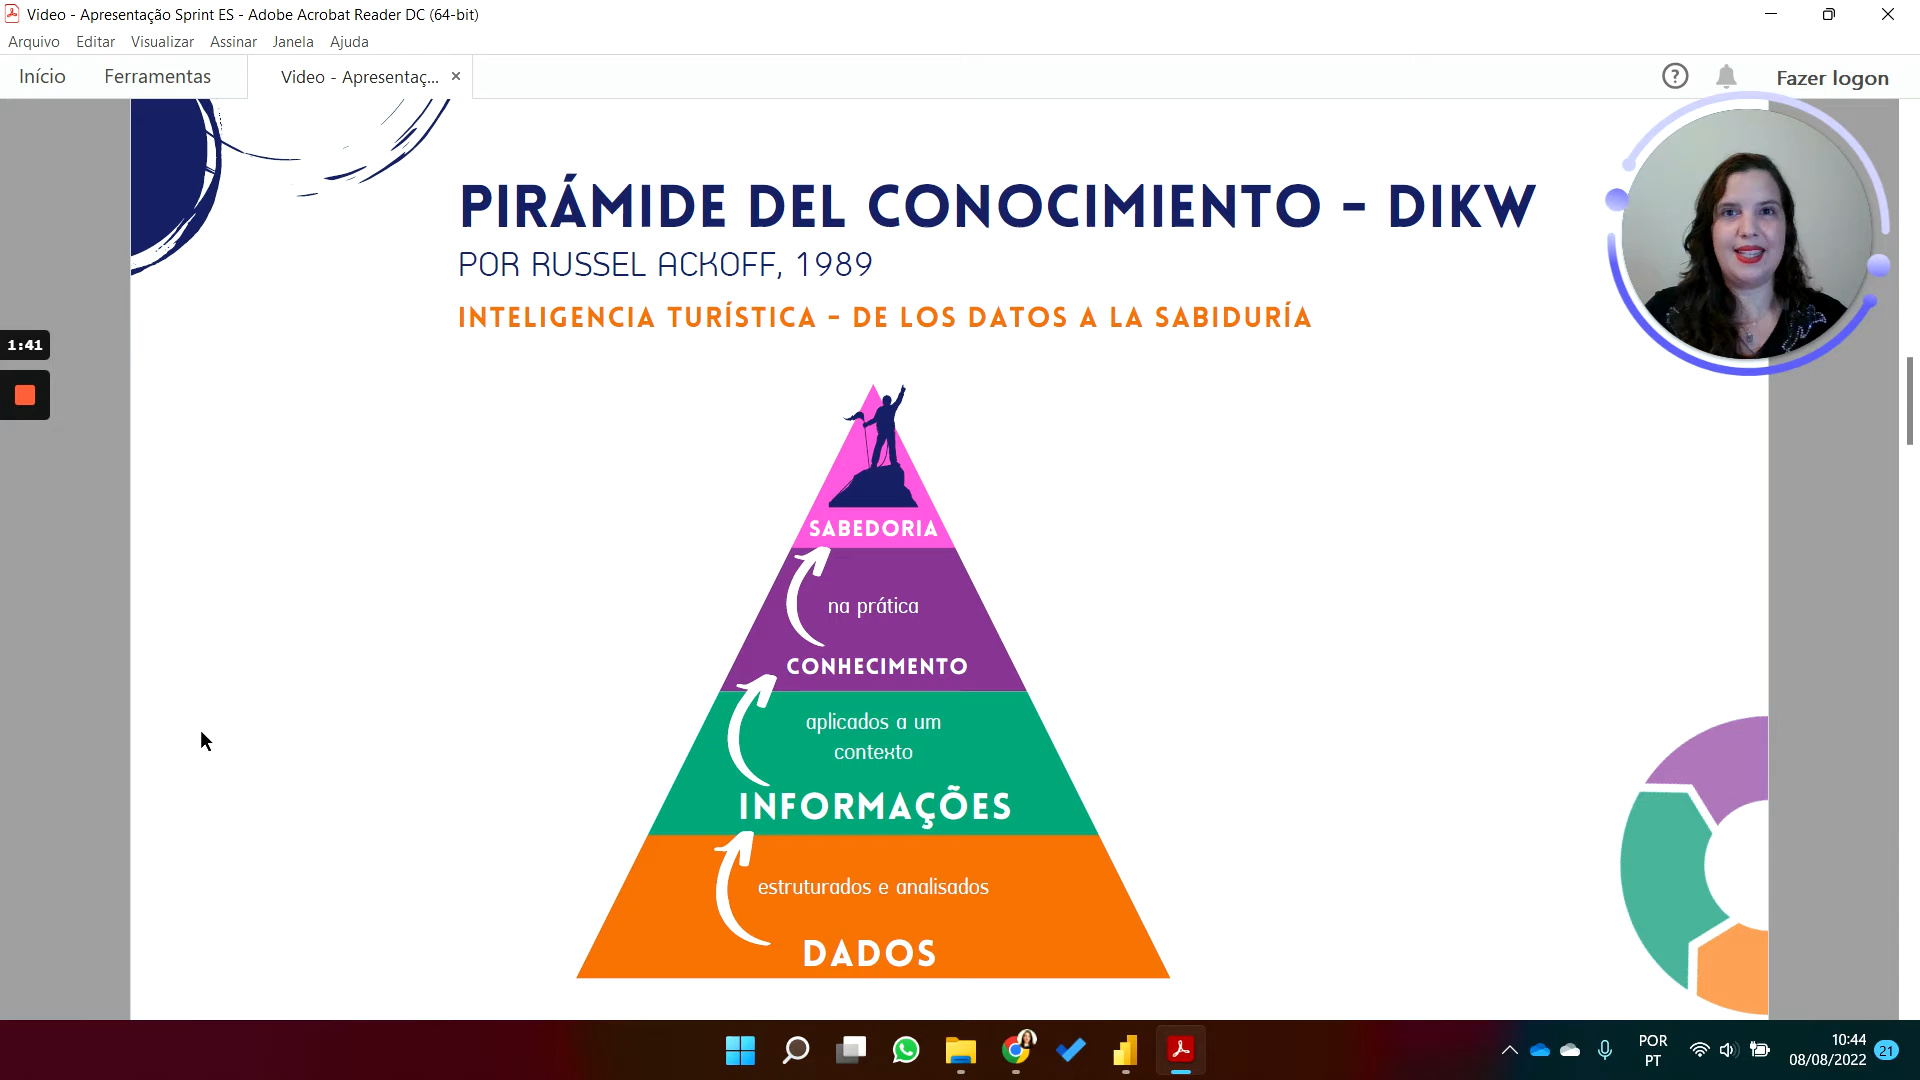 Video - Apresentação Sprint ES - Adobe Acrobat Reader DC (64-bit)
Arquivo Editar Visualizar Assinar Janela Ajuda
Início Ferramentas Video - Apresentaç... × ? Fazer logon
PIRÁMIDE DEL CONOCIMIENTO - DIKW
POR RUSSEL ACKOFF, 1989
INTELIGENCIA TURÍSTICA - DE LOS DATOS A LA SABIDURÍA
1:41
SABEDORIA
na prática
CONHECIMENTO
aplicados a um
contexto
INFORMAÇÕES
estruturados e analisados
DADOS
POR
PT
10:44
08/08/2022
21